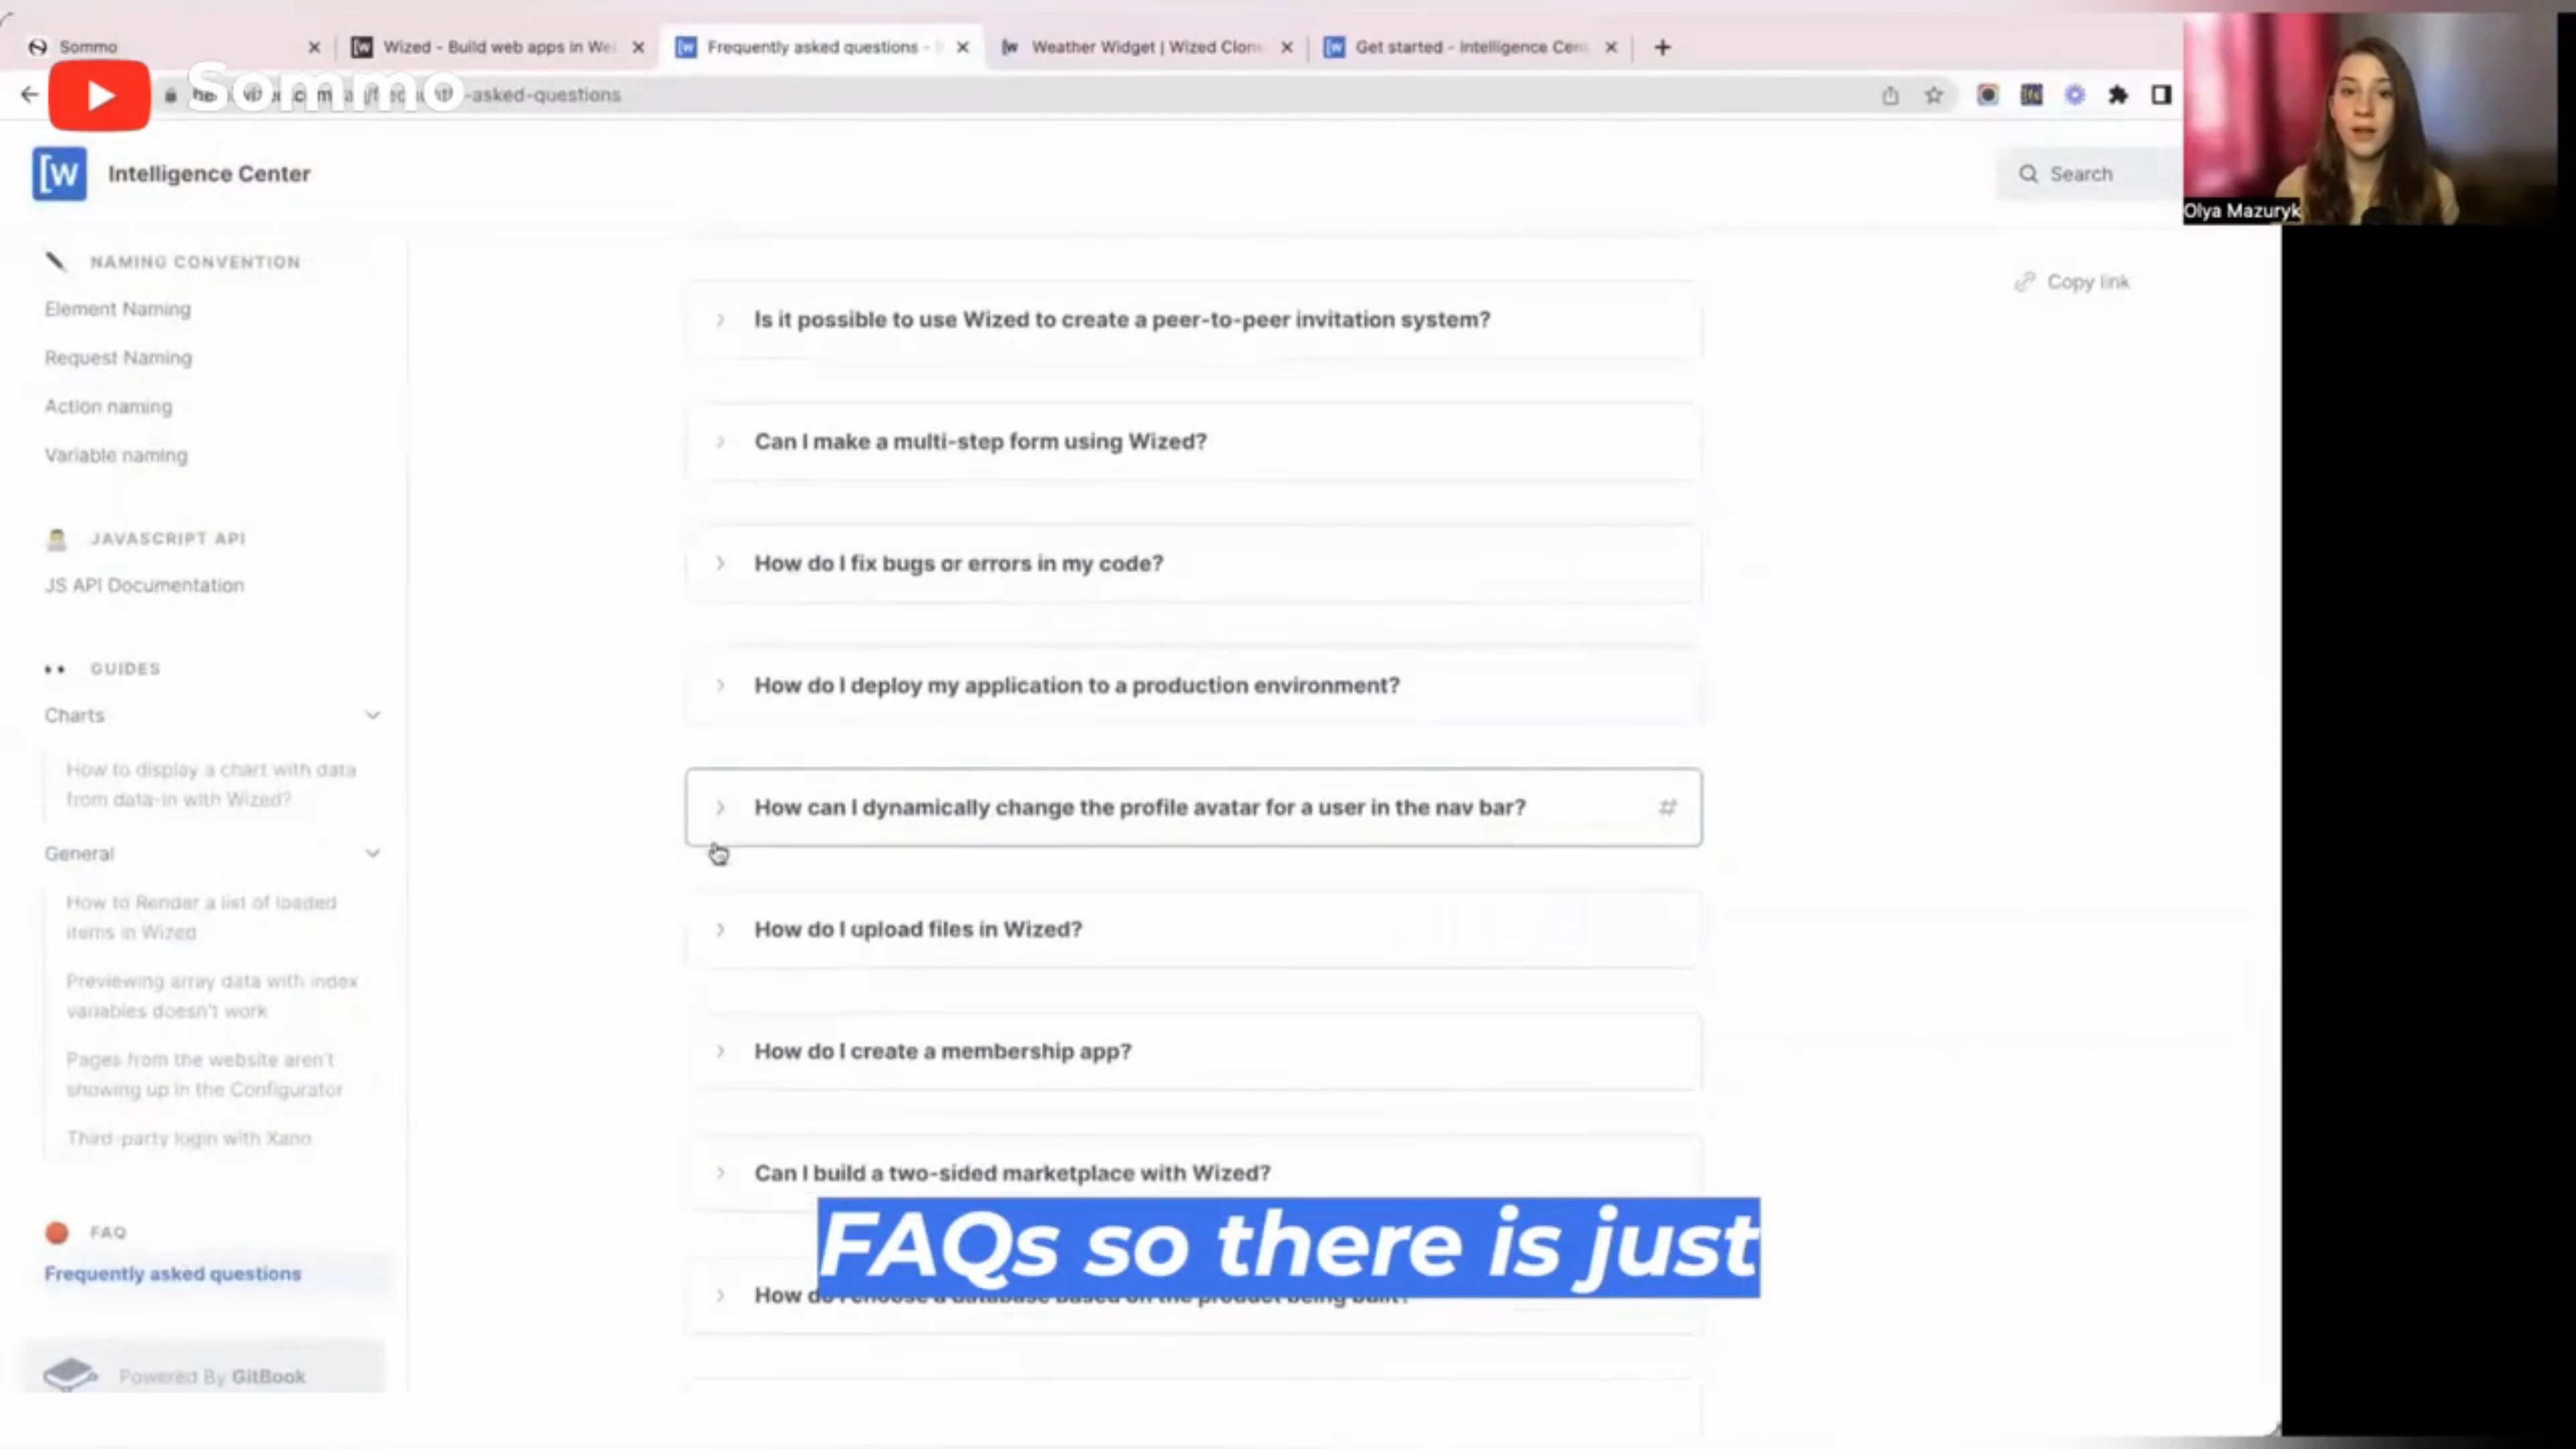 Sommo
Wized - Build web apps in We
Frequently asked questions -
Weather Widget | Wized Clon
Get started - Intelligence Cen
Sommo
-asked-questions
Intelligence Center
Search
Olya Mazuryk
Copy link
NAMING CONVENTION
Element Naming
Request Naming
Action naming
Variable naming
JAVASCRIPT API
JS API Documentation
GUIDES
Charts
How to display a chart with data
from data-in with Wized?
General
How to Render a list of loaded
items in Wized
Previewing array data with index
variables doesn't work
Pages from the website aren't
showing up in the Configurator
Third-party login with Xano
FAQ
Frequently asked questions
Powered By GitBook
Is it possible to use Wized to create a peer-to-peer invitation system?
Can I make a multi-step form using Wized?
How do I fix bugs or errors in my code?
How do I deploy my application to a production environment?
How can I dynamically change the profile avatar for a user in the nav bar? #
How do I upload files in Wized?
How do I create a membership app?
Can I build a two-sided marketplace with Wized?
FAQs so there is just
How